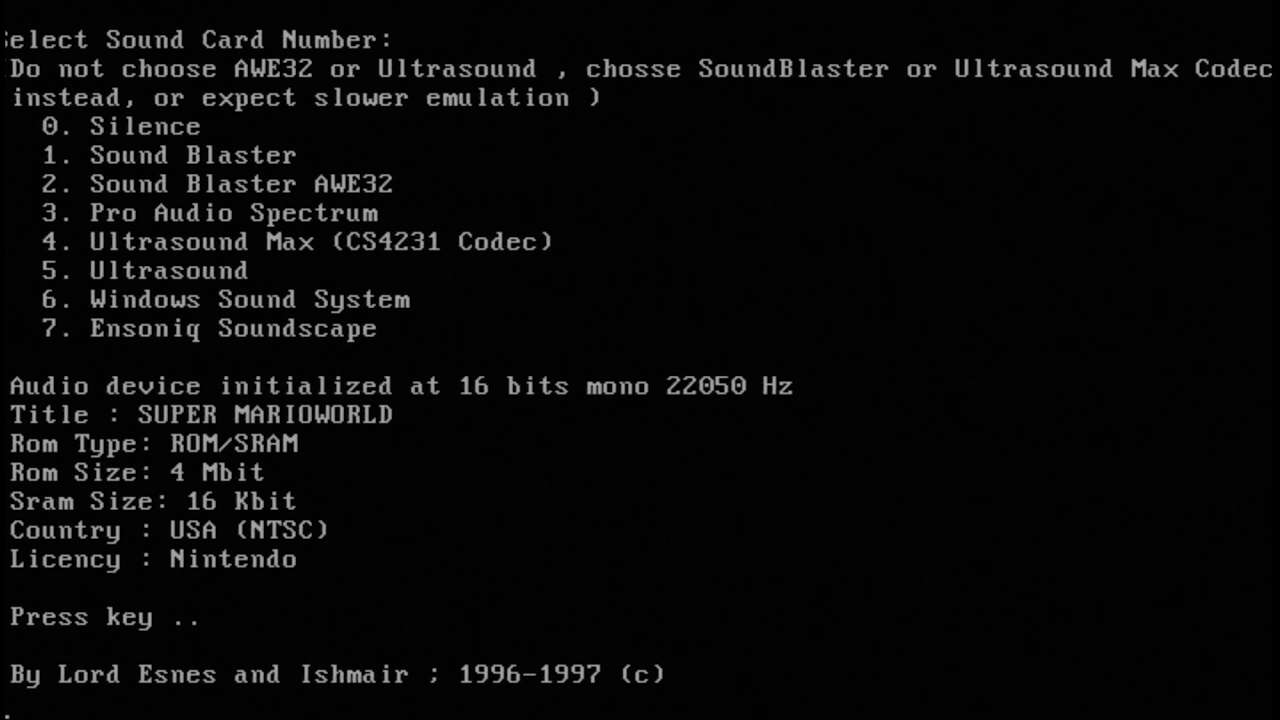 Select Sound Card Number:
Do not choose AWE32 or Ultrasound , chosse SoundBlaster or Ultrasound Max Codec
instead, or expect slower emulation )
0. Silence
1. Sound Blaster
2. Sound Blaster AWE32
3. Pro Audio Spectrum
4. Ultrasound Max (CS4231 Codec)
5. Ultrasound
6. Windows Sound System
7. Ensoniq Soundscape
Audio device initialized at 16 bits mono 22050 Hz
Title : SUPER MARIOWORLD
Rom Type: ROM/SRAM
Rom Size: 4 Mbit
Sram Size: 16 Kbit
Country : USA (NTSC)
Licency : Nintendo
Press key ..
By Lord Esnes and Ishmair ; 1996-1997 (c)